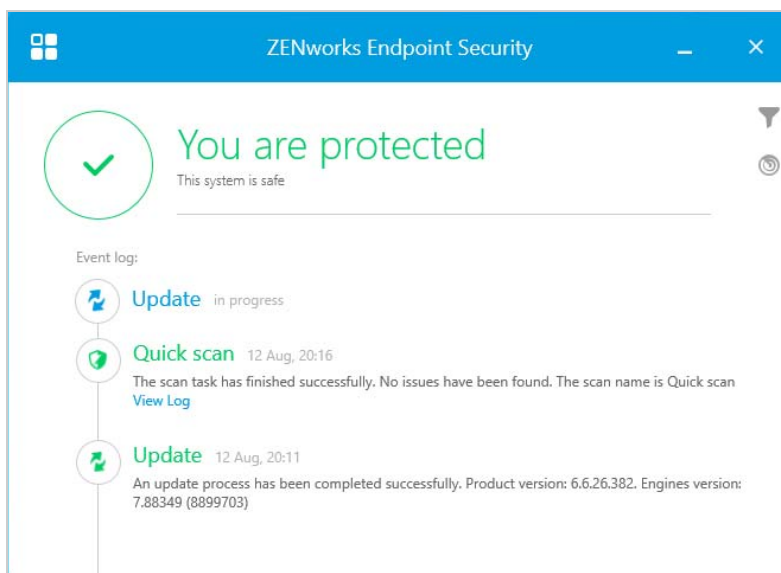 ZENworks Endpoint Security
You are protected
This system is safe
Event log:
Update in progress
Quick scan 12 Aug, 20:16
The scan task has finished successfully. No issues have been found. The scan name is Quick scan
View Log
Update 12 Aug, 20:11
An update process has been completed successfully. Product version: 6.6.26.382. Engines version:
7.88349 (8899703)